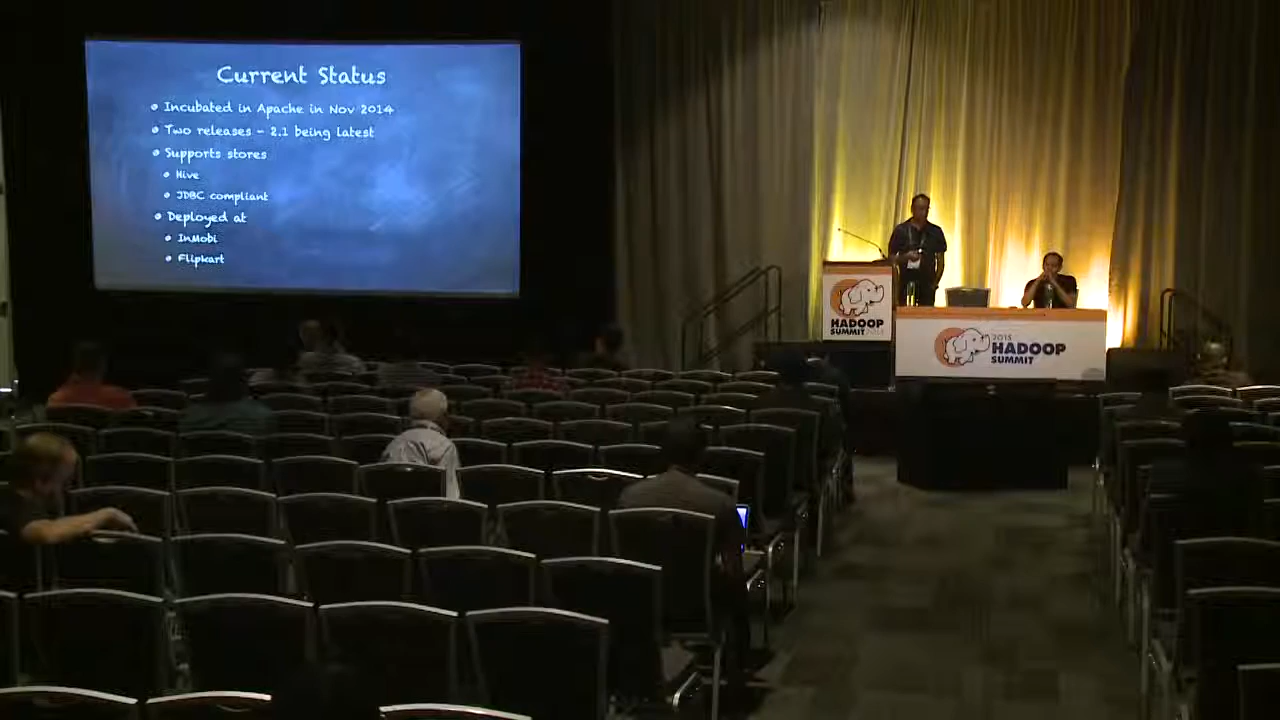 Current Status
Incubated in Apache in Nov 2014
Two releases - 2.1 being latest
Supports stores
Hive
JDBC compliant
Deployed at
InMobi
Flipkart
HADOOP
SUMMIT
2015
HADOOP
SUMMIT